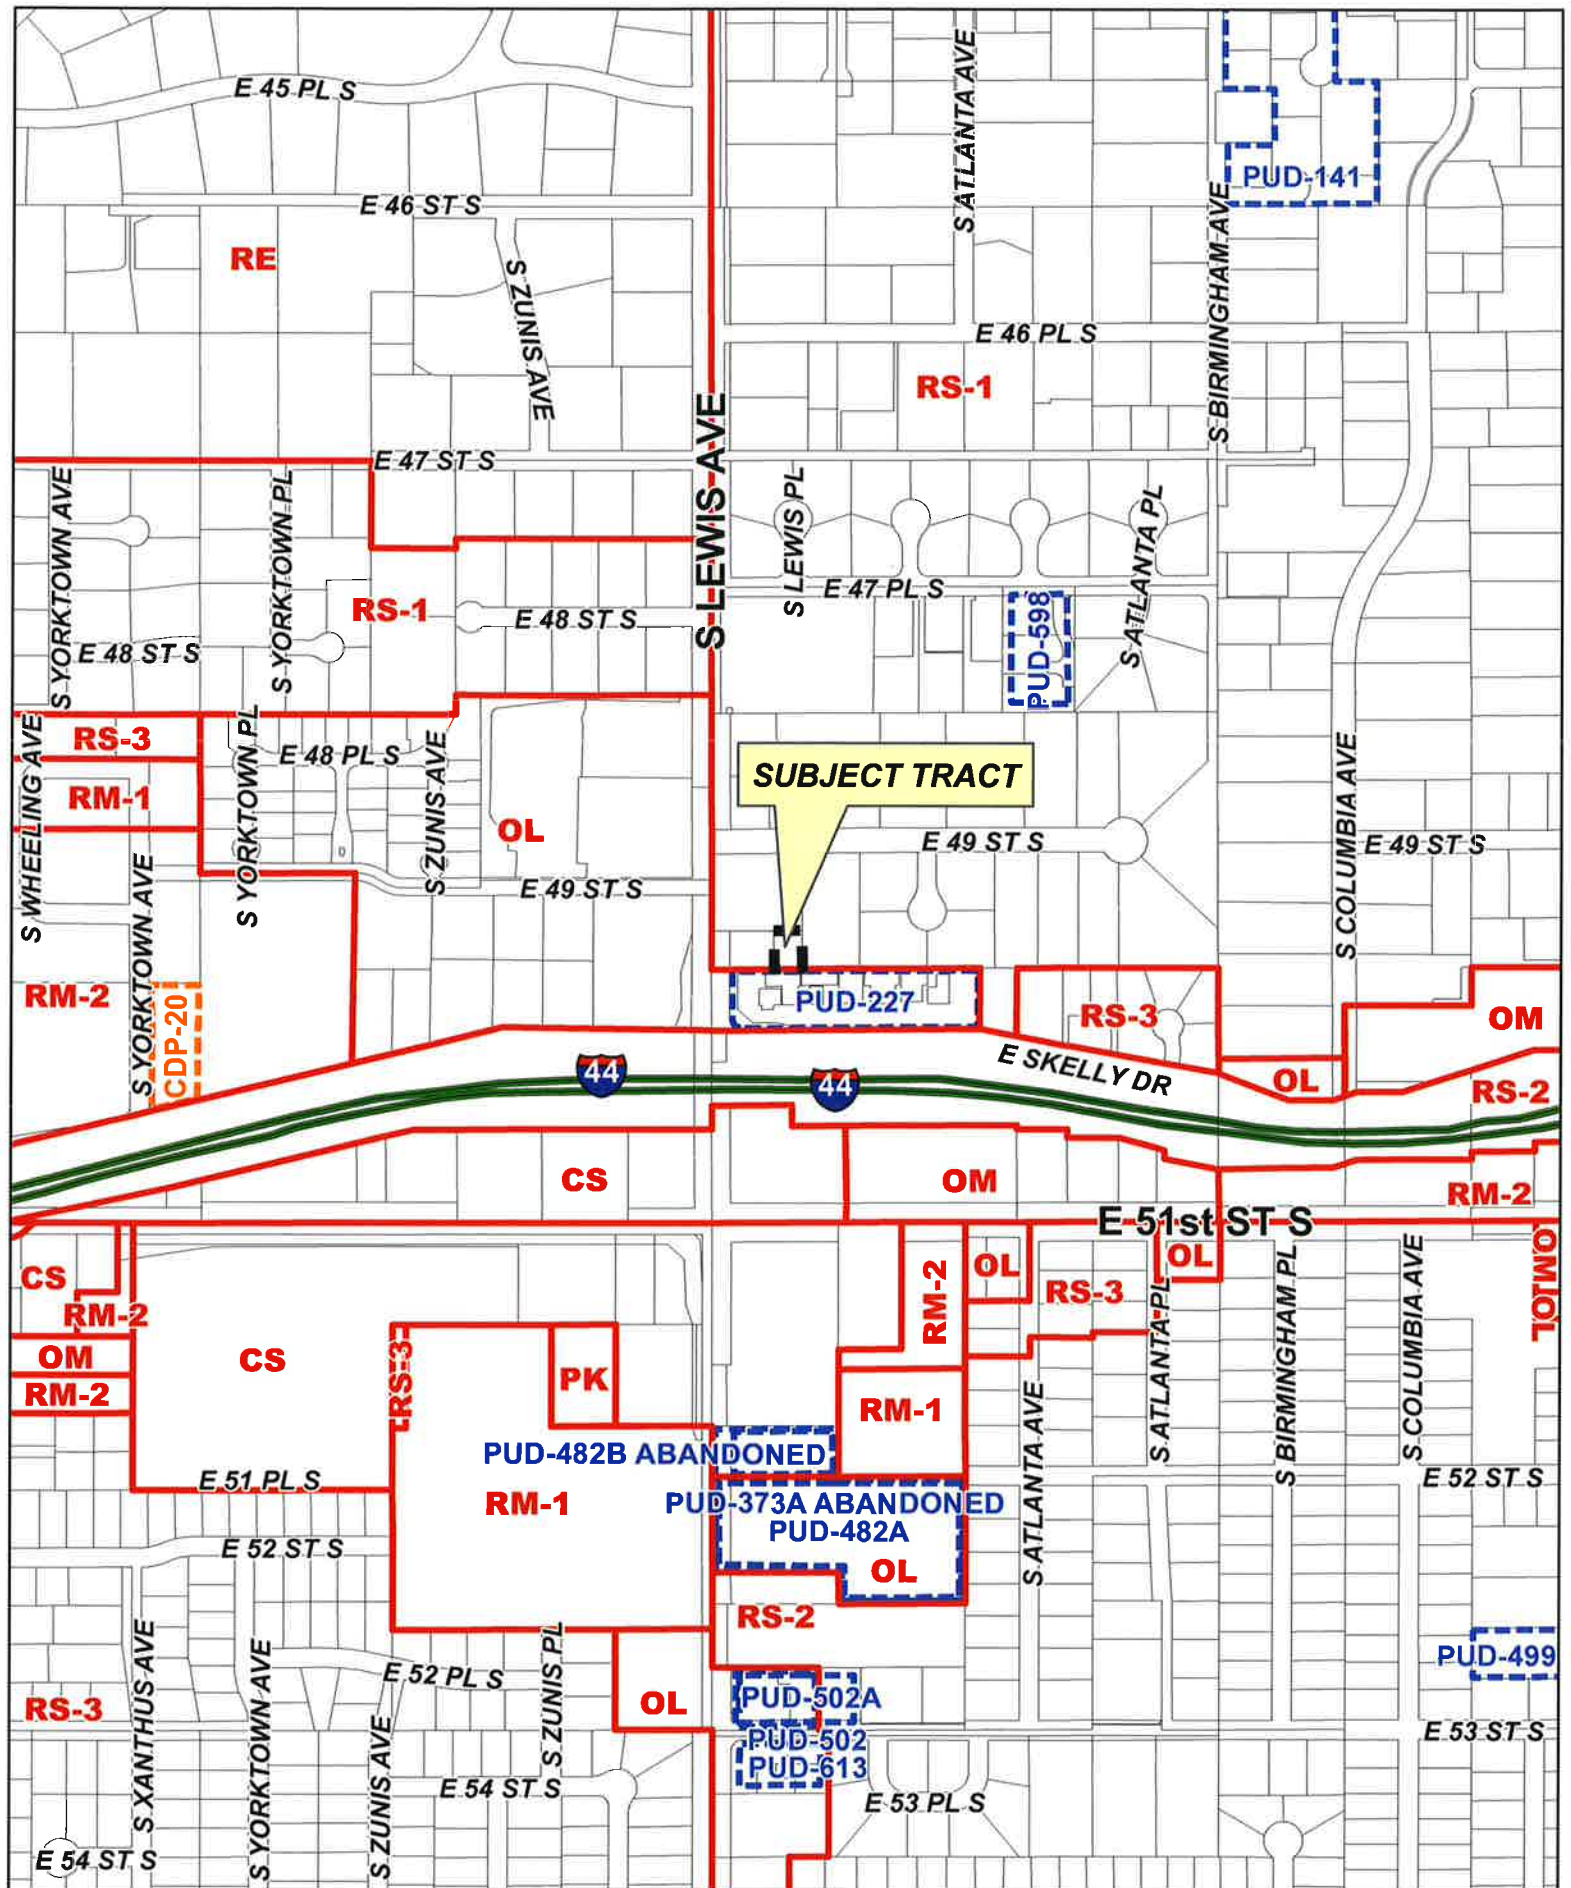 E 45 PL S
S ATLANTA AVE
PUD-141
E 46 ST S
RE
S ZUNIS AVE
S BIRMINGHAM AVE
E 46 PL S
RS-1
S LEWIS AVE
E 47 ST S
S YORKTOWN AVE
S YORKTOWN PL
S LEWIS PL
S ATLANTA PL
E 47 PL S
PUD-598
RS-1
E 48 ST S
E 48 ST S
RS-3
S WHEELING AVE
S YORKTOWN PL
E 48 PL S
S ZUNIS AVE
SUBJECT TRACT
S COLUMBIA AVE
RM-1
OL
E 49 ST S
E 49 ST S
E 49 ST S
S YORKTOWN AVE
RM-2
CDP-20
PUD-227
RS-3
OM
E SKELLY DR
44
44
OL
RS-2
CS
OM
RM-2
E 51st ST S
CS
RM-2
OL
OL
RS-3
OM
OL
RM-2
OM
CS
RS-3
PK
RM-2
RM-1
S ATLANTA AVE
S ATLANTA PL
S BIRMINGHAM PL
S COLUMBIA AVE
PUD-482B ABANDONED
E 51 PL S
E 52 ST S
RM-1
PUD-373A ABANDONED
PUD-482A
OL
E 52 ST S
RS-2
S XANTHUS AVE
S YORKTOWN AVE
S ZUNIS AVE
S ZUNIS PL
E 52 PL S
PUD-499
RS-3
OL
PUD-502A
PUD-502
PUD-613
E 53 ST S
E 54 ST S
E 53 PL S
E 54 ST S